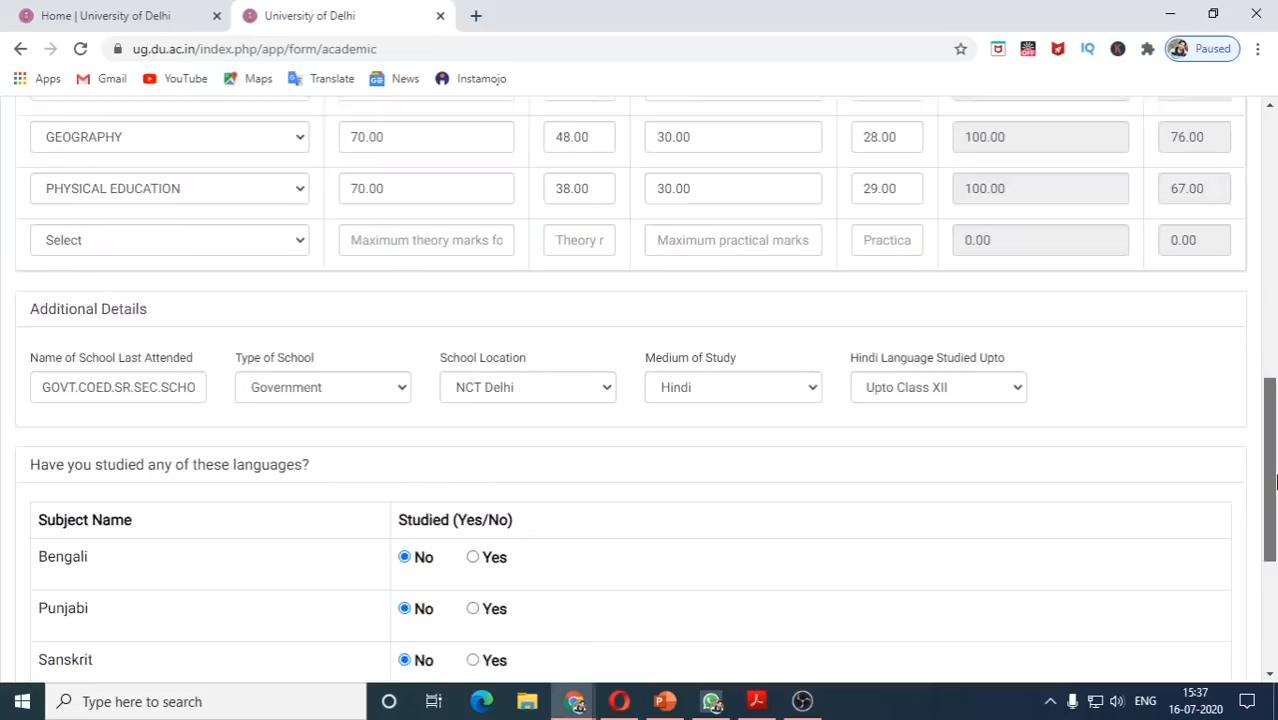 Home | University of Delhi
University of Delhi
ug.du.ac.in/index.php/app/form/academic
OFF
IQ
K
Paused
Apps
Gmail
YouTube
Maps
Translate
News
Instamojo
GEOGRAPHY 70.00 48.00 30.00 28.00 100.00 76.00
PHYSICAL EDUCATION 70.00 38.00 30.00 29.00 100.00 67.00
Select Maximum theory marks fo Theory r Maximum practical marks Practica 0.00 0.00
Additional Details
Name of School Last Attended Type of School School Location Medium of Study Hindi Language Studied Upto
GOVT.COED.SR.SEC.SCHO Government NCT Delhi Hindi Upto Class XII
Have you studied any of these languages?
Subject Name Studied (Yes/No)
Bengali No Yes
Punjabi No Yes
Sanskrit No Yes
Type here to search
ENG
15:37
16-07-2020